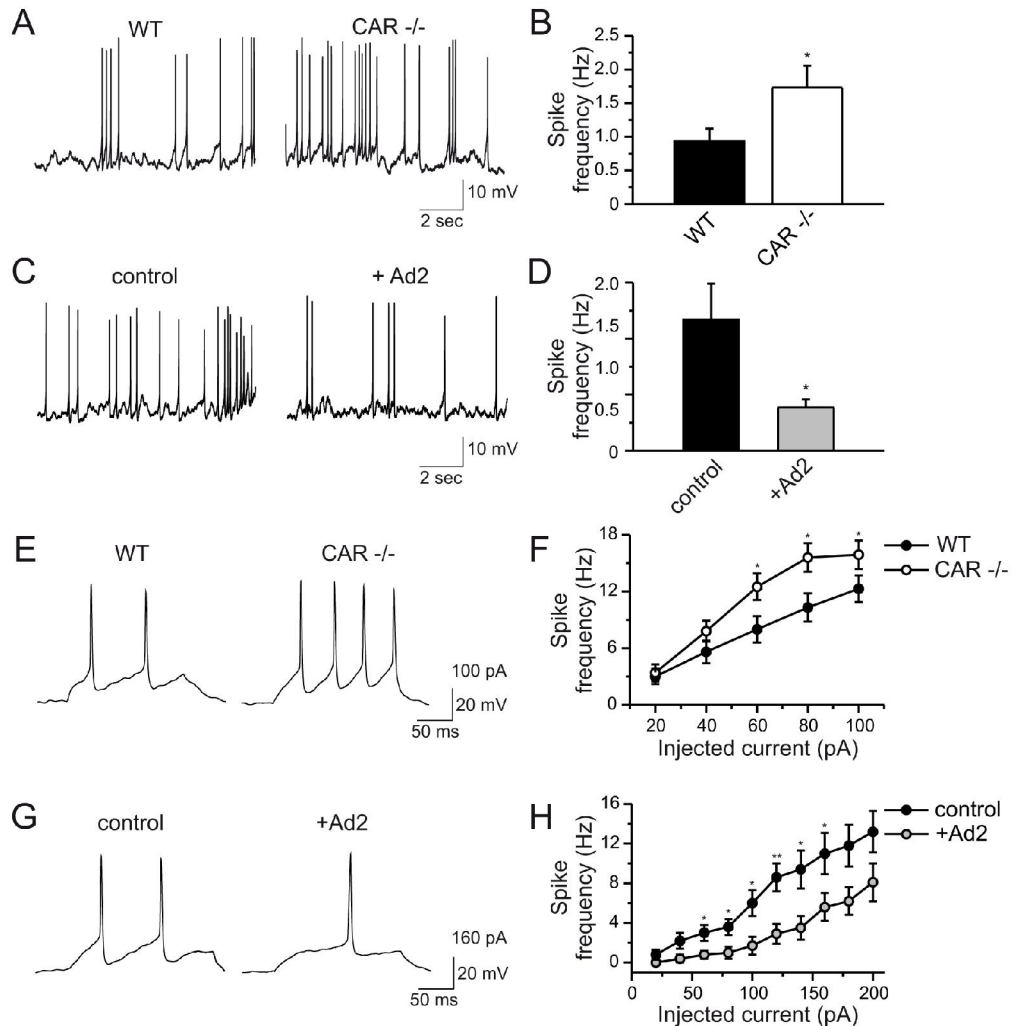 A
WT
CAR -/-
10 mV
2 sec
B
Spike
frequency (Hz)
2.5
2.0
1.5
1.0
0.5
0
*
WT
CAR -/-
C
control
+ Ad2
10 mV
2 sec
D
Spike
frequency (Hz)
2.0
1.5
1.0
0.5
0
*
control
+Ad2
E
WT
CAR -/-
100 pA
20 mV
50 ms
F
Spike
frequency (Hz)
18
12
6
0
* * *
20 40 60 80 100
Injected current (pA)
WT
CAR -/-
G
control
+Ad2
160 pA
20 mV
50 ms
H
Spike
frequency (Hz)
16
12
8
4
0
* * * ** * *
0 50 100 150 200
Injected current (pA)
control
+Ad2